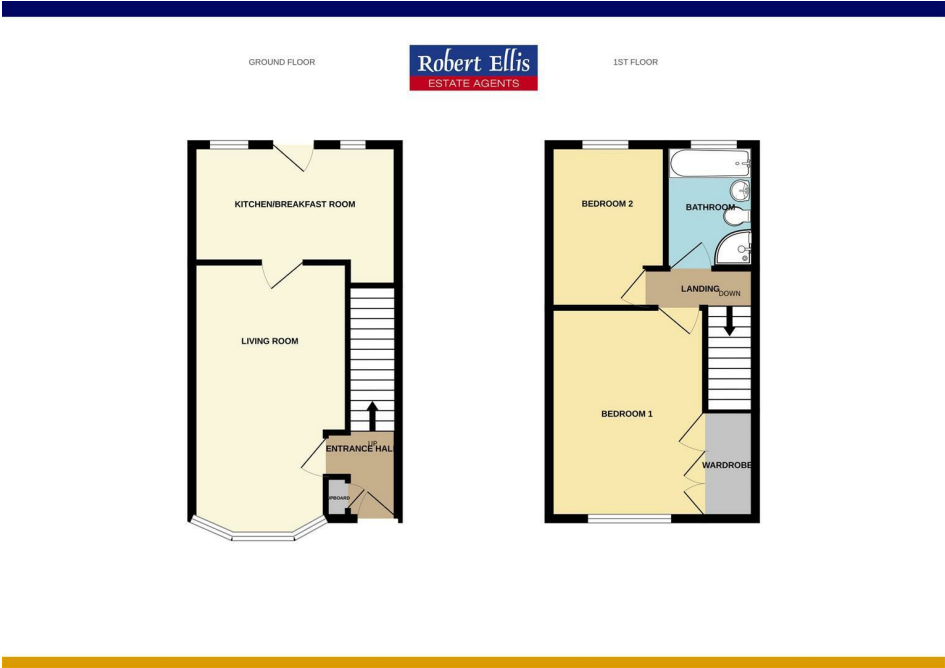 GROUND FLOOR
Robert Ellis
ESTATE AGENTS
1ST FLOOR
KITCHEN/BREAKFAST ROOM
LIVING ROOM
UP
ENTRANCE HALL
UPBOARD
BEDROOM 2
BATHROOM
LANDING
DOWN
BEDROOM 1
WARDROBE